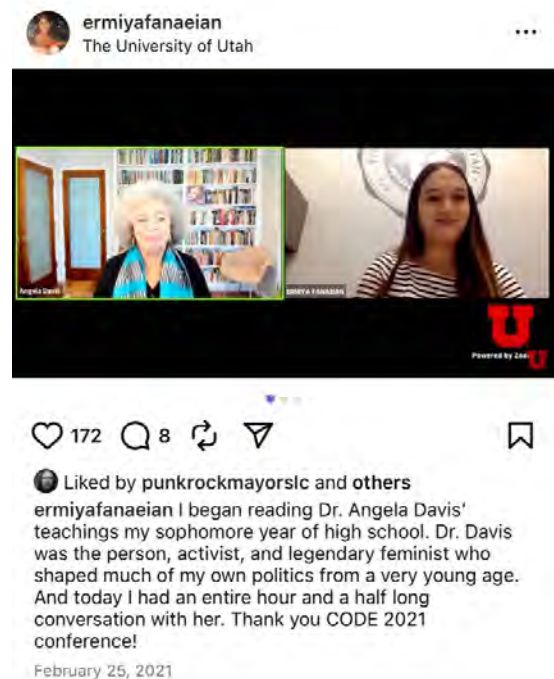 ermiyafanaeian
The University of Utah
Angela Davis
ERMIYA FANAEIAN
U
Powered by Zoom
172 8
Liked by punkrockmayorslc and others
ermiyafanaeian I began reading Dr. Angela Davis'
teachings my sophomore year of high school. Dr. Davis
was the person, activist, and legendary feminist who
shaped much of my own politics from a very young age.
And today I had an entire hour and a half long
conversation with her. Thank you CODE 2021
conference!
February 25, 2021